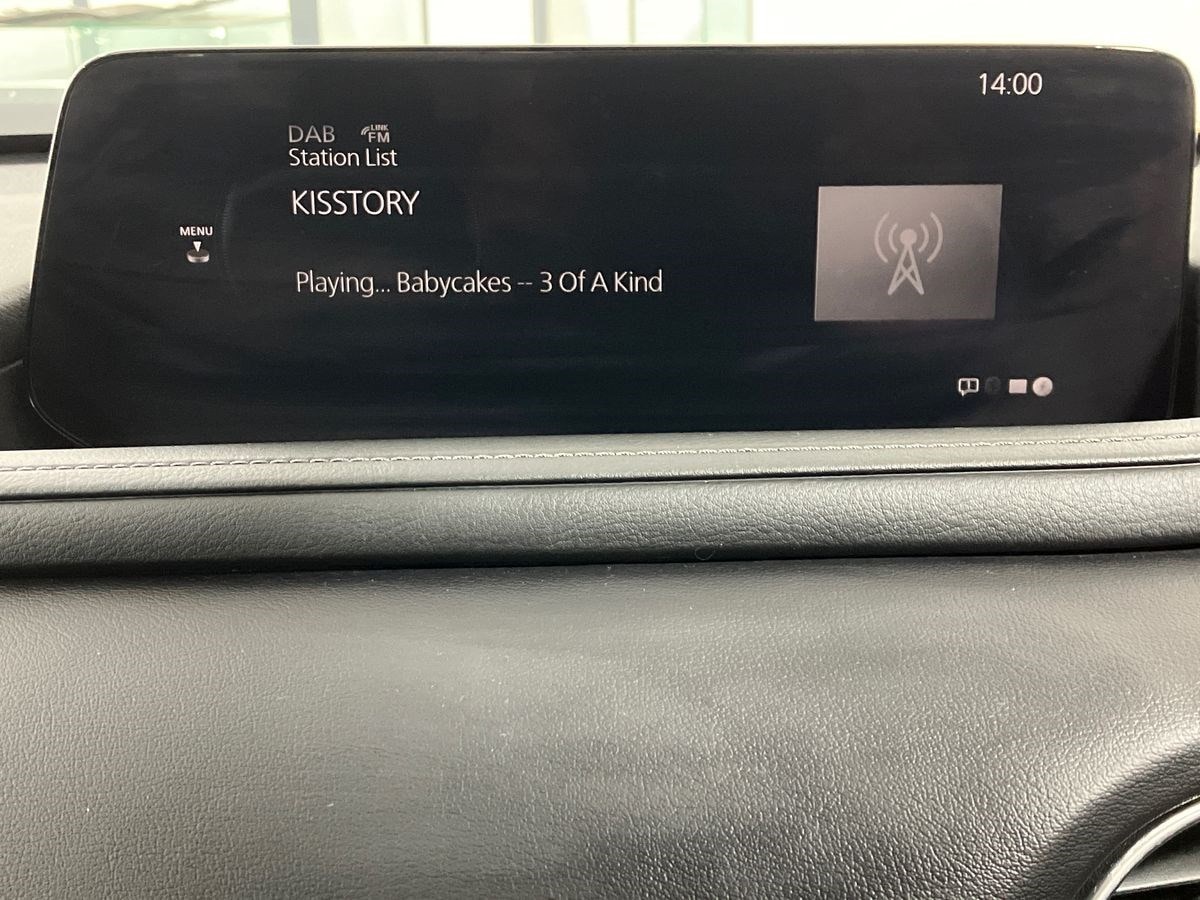 14:00
DAB LINK FM
Station List
KISSTORY
MENU
Playing... Babycakes -- 3 Of A Kind